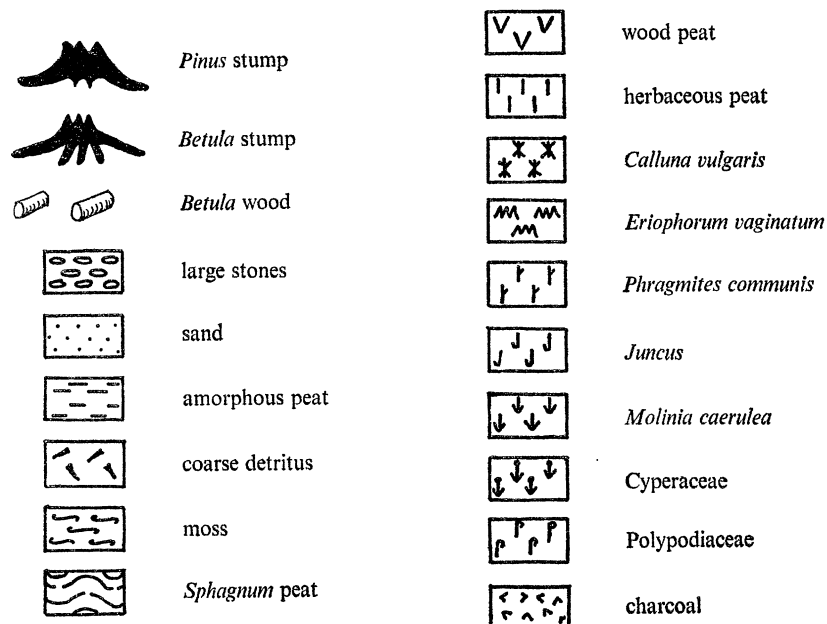 Pinus stump
Betula stump
Betula wood
large stones
sand
amorphous peat
coarse detritus
moss
Sphagnum peat
wood peat
herbaceous peat
Calluna vulgaris
Eriophorum vaginatum
Phragmites communis
Juncus
Molinia caerulea
Cyperaceae
Polypodiaceae
charcoal